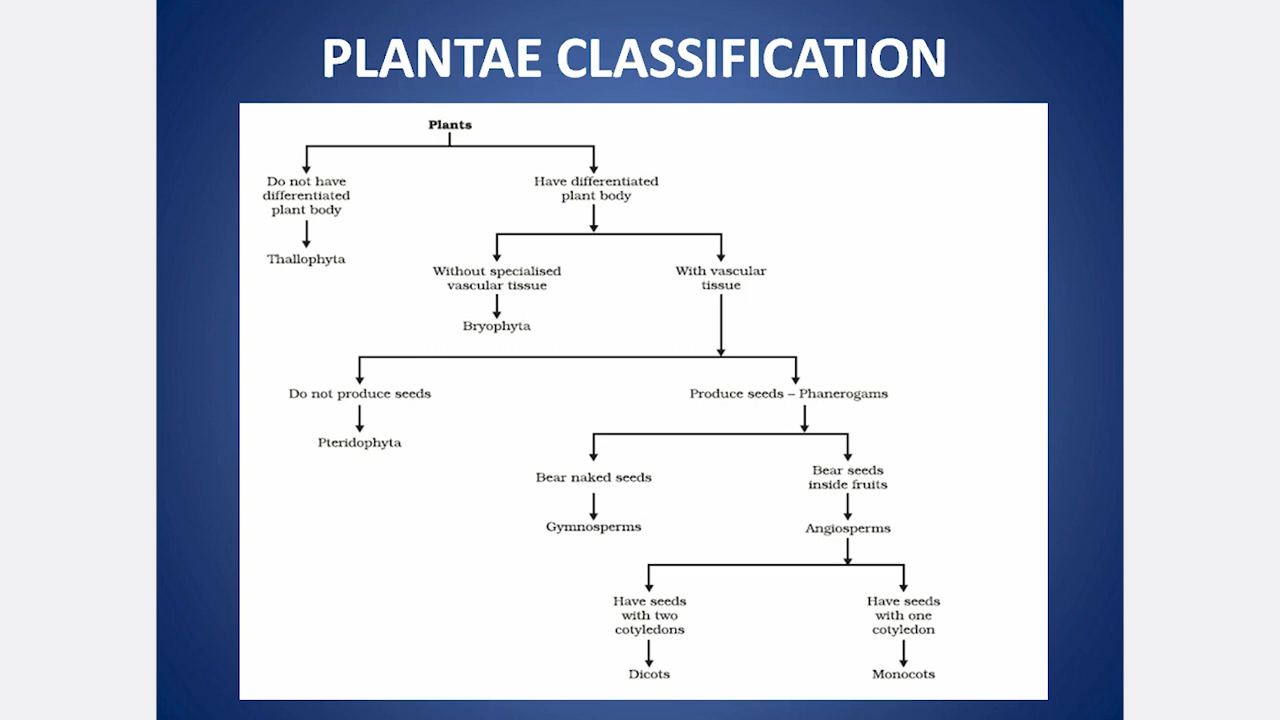 PLANTAE CLASSIFICATION
Plants
Do not have
differentiated
plant body
Have differentiated
plant body
Thallophyta
Without specialised
vascular tissue
With vascular
tissue
Bryophyta
Do not produce seeds
Produce seeds – Phanerogams
Pteridophyta
Bear naked seeds
Bear seeds
inside fruits
Gymnosperms
Angiosperms
Have seeds
with two
cotyledons
Have seeds
with one
cotyledon
Dicots
Monocots